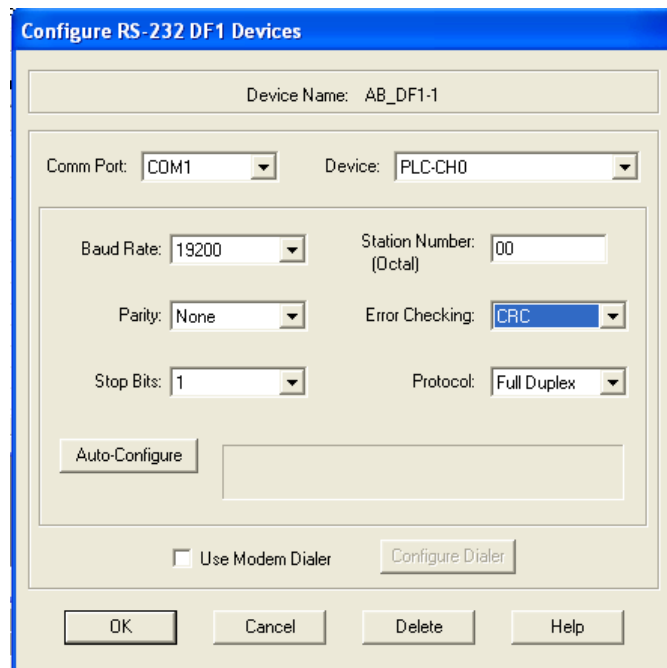 Configure RS-232 DF1 Devices
Device Name: AB_DF1-1
Comm Port: COM1 Device: PLC-CH0
Baud Rate: 19200 Station Number: 00
(Octal)
Parity: None Error Checking: CRC
Stop Bits: 1 Protocol: Full Duplex
Auto-Configure
Use Modem Dialer Configure Dialer
OK Cancel Delete Help